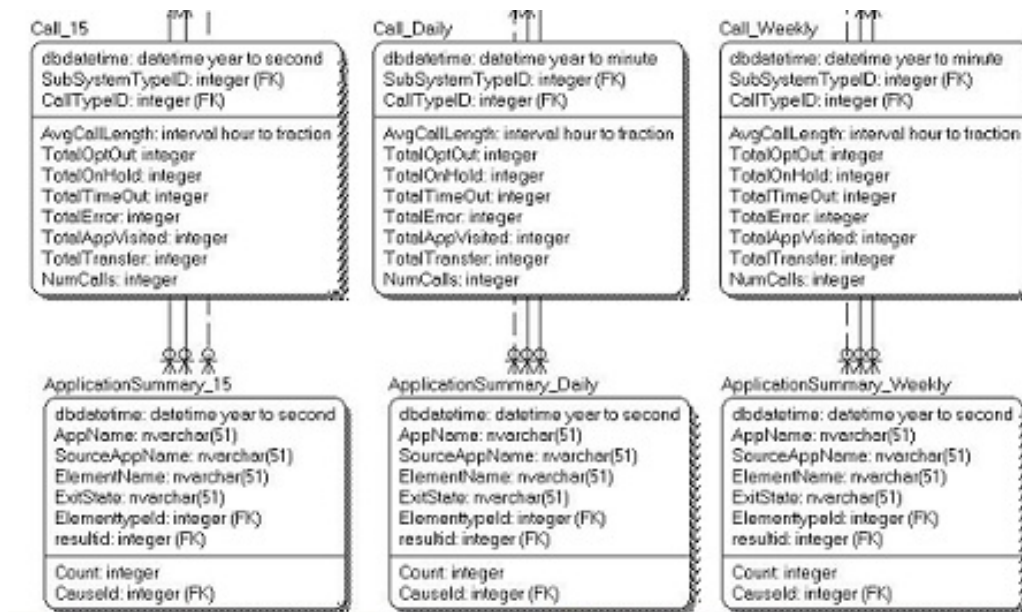 Call_15
dbdatetime: datetime year to second
SubSystemTypeID: integer (FK)
CallTypeID: integer (FK)
AvgCallLength: interval hour to fraction
TotalOptOut: integer
TotalOnHold: integer
TotalTimeOut: integer
TotalError: integer
TotalAppVisited: integer
TotalTransfer: integer
NumCalls: integer
Call_Daily
dbdatetime: datetime year to minute
SubSystemTypeID: integer (FK)
CallTypeID: integer (FK)
AvgCallLength: interval hour to fraction
TotalOptOut: integer
TotalOnHold: integer
TotalTimeOut: integer
TotalError: integer
TotalAppVisited: integer
TotalTransfer: integer
NumCalls: integer
Call_Weekly
dbdatetime: datetime year to minute
SubSystemTypeID: integer (FK)
CallTypeID: integer (FK)
AvgCallLength: interval hour to fraction
TotalOptOut: integer
TotalOnHold: integer
TotalTimeOut: integer
TotalError: integer
TotalAppVisited: integer
TotalTransfer: integer
NumCalls: integer
ApplicationSummary_15
dbdatetime: datetime year to second
AppName: nvarchar(51)
SourceAppName: nvarchar(51)
ElementName: nvarchar(51)
ExitState: nvarchar(51)
ElementtypeId: integer (FK)
resultid: integer (FK)
Count: integer
CauseId: integer (FK)
ApplicationSummary_Daily
dbdatetime: datetime year to second
AppName: nvarchar(51)
SourceAppName: nvarchar(51)
ElementName: nvarchar(51)
ExitState: nvarchar(51)
ElementtypeId: integer (FK)
resultid: integer (FK)
Count: integer
CauseId: integer (FK)
ApplicationSummary_Weekly
dbdatetime: datetime year to second
AppName: nvarchar(51)
SourceAppName: nvarchar(51)
ElementName: nvarchar(51)
ExitState: nvarchar(51)
ElementtypeId: integer (FK)
resultid: integer (FK)
Count: integer
CauseId: integer (FK)